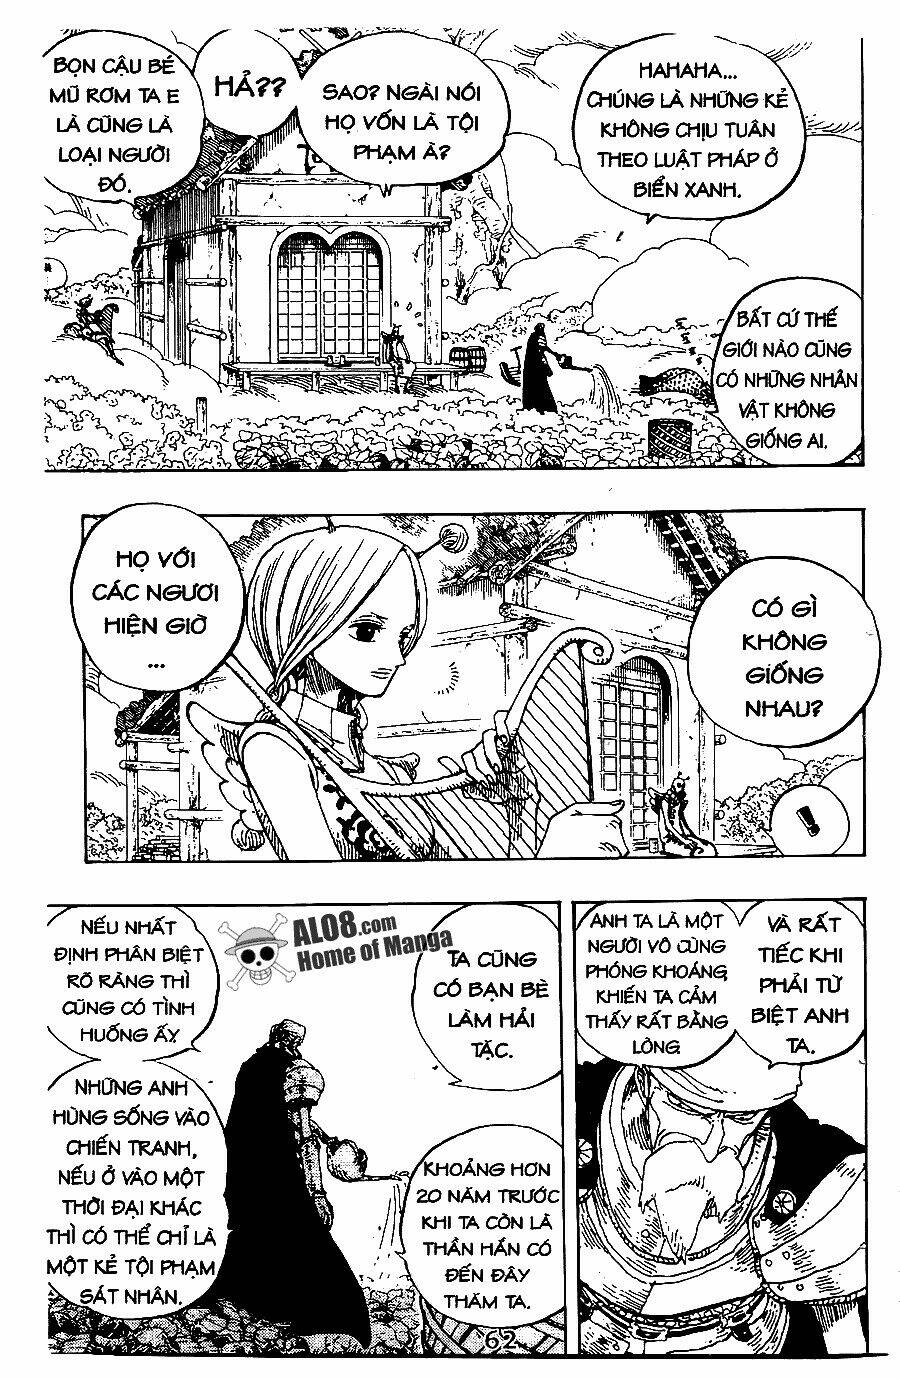 BỌN CẬU BÉ
MŨ RƠM TA E
LÀ CŨNG LÀ
LOẠI NGƯỜI
ĐÓ.
HẢ??
SAO? NGÀI NÓI
HỌ VỐN LÀ TỘI
PHẠM À?
HAHAHA...
CHÚNG LÀ NHỮNG KẺ
KHÔNG CHỊU TUÂN
THEO LUẬT PHÁP Ở
BIỂN XANH.
BẤT CỨ THẾ
GIỚI NÀO CŨNG
CÓ NHỮNG NHÂN
VẬT KHÔNG
GIỐNG AI.
HỌ VỚI
CÁC NGƯƠI
HIỆN GIỜ
...
CÓ GÌ
KHÔNG
GIỐNG
NHAU?
!
NẾU NHẤT
ĐỊNH PHÂN BIỆT
RÕ RÀNG THÌ
CŨNG CÓ TÌNH
HUỐNG ẤY
ALO8.com
Home of Manga
TA CŨNG
CÓ BẠN BÈ
LÀM HẢI
TẶC.
NHỮNG ANH
HÙNG SỐNG VÀO
CHIẾN TRANH,
NẾU Ở VÀO MỘT
THỜI ĐẠI KHÁC
THÌ CÓ THỂ CHỈ LÀ
MỘT KẺ TỘI PHẠM
SÁT NHÂN.
KHOẢNG HƠN
20 NĂM TRƯỚC
KHI TA CÒN LÀ
THẦN HẮN CÓ
ĐẾN ĐÂY
THĂM TA.
ANH TA LÀ MỘT
NGƯỜI VÔ CÙNG
PHÓNG KHOÁNG,
KHIẾN TA CẢM
THẤY RẤT BẰNG
LÒNG.
VÀ RẤT
TIẾC KHI
PHẢI TỪ
BIỆT ANH
TA.
62